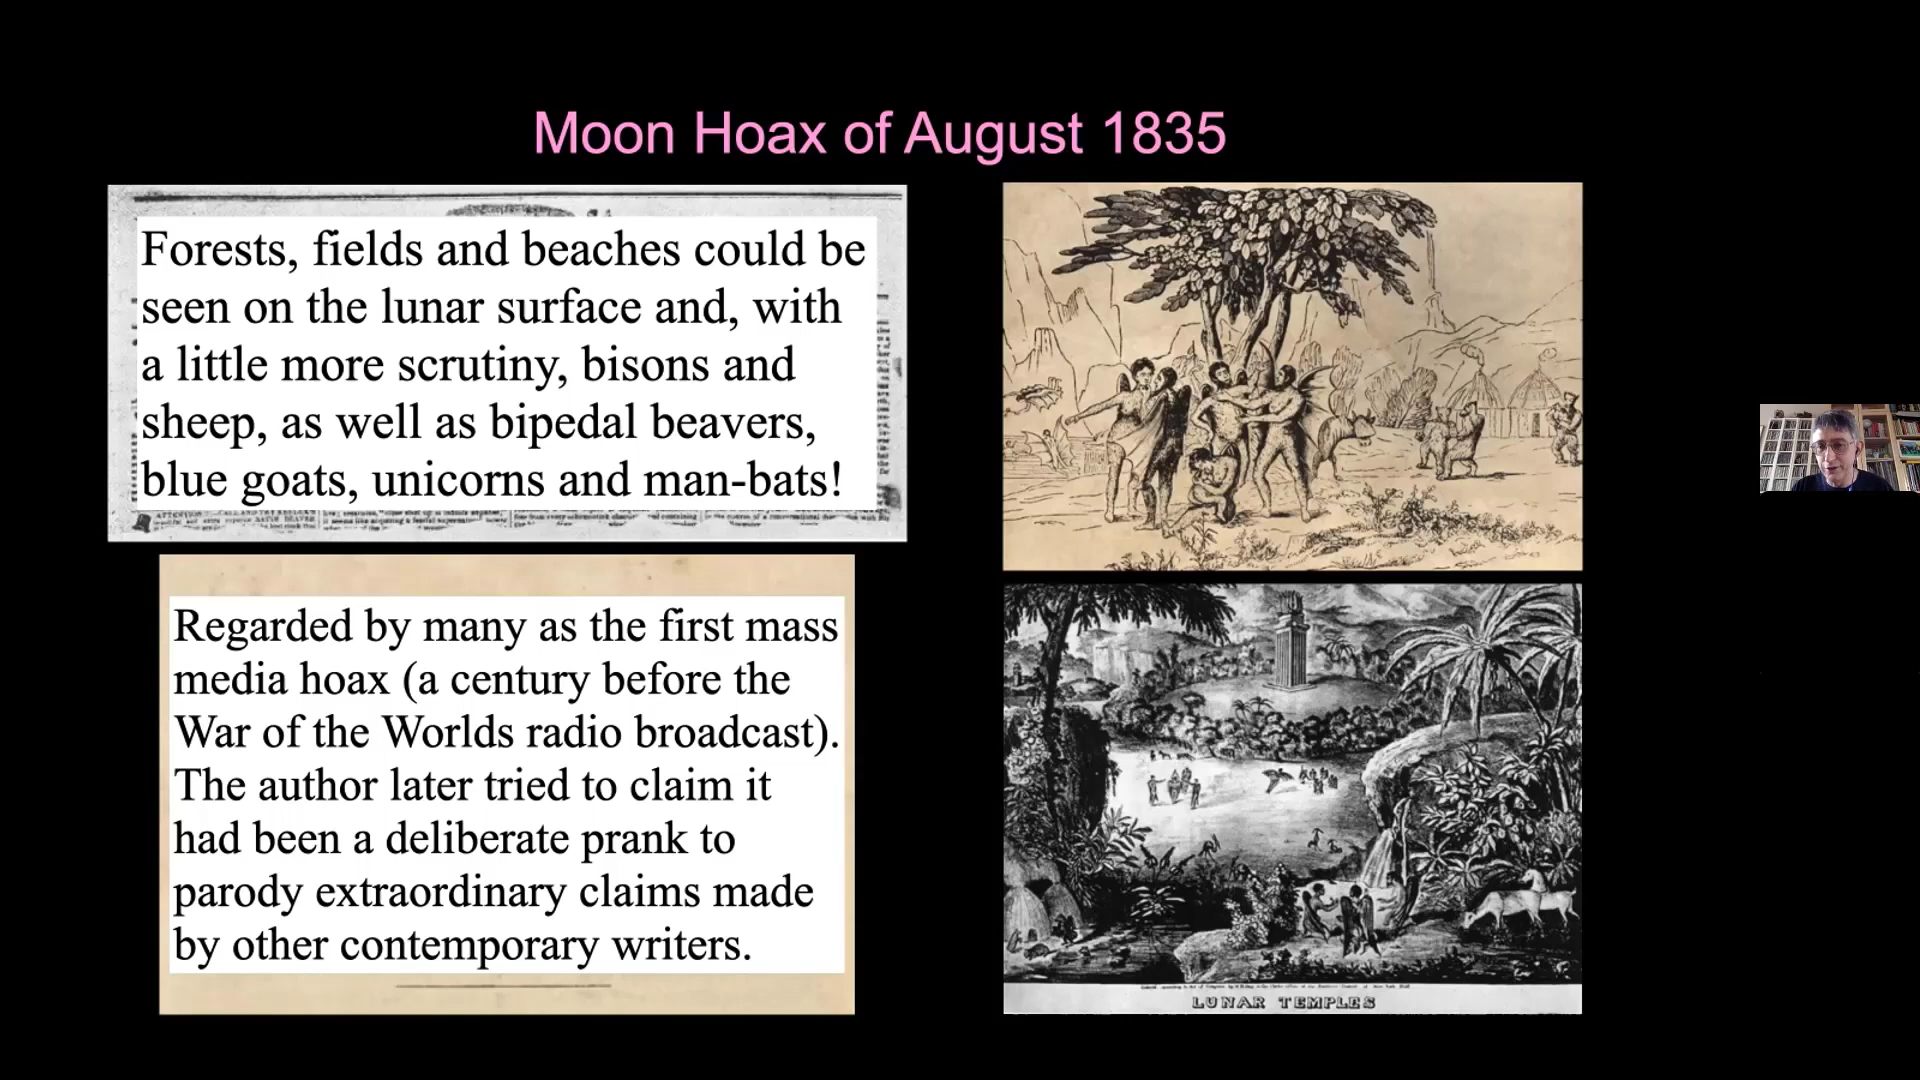 Moon Hoax of August 1835
Forests, fields and beaches could be
seen on the lunar surface and, with
a little more scrutiny, bisons and
sheep, as well as bipedal beavers,
blue goats, unicorns and man-bats!
Regarded by many as the first mass
media hoax (a century before the
War of the Worlds radio broadcast).
The author later tried to claim it
had been a deliberate prank to
parody extraordinary claims made
by other contemporary writers.
LUNAR TEMPLES